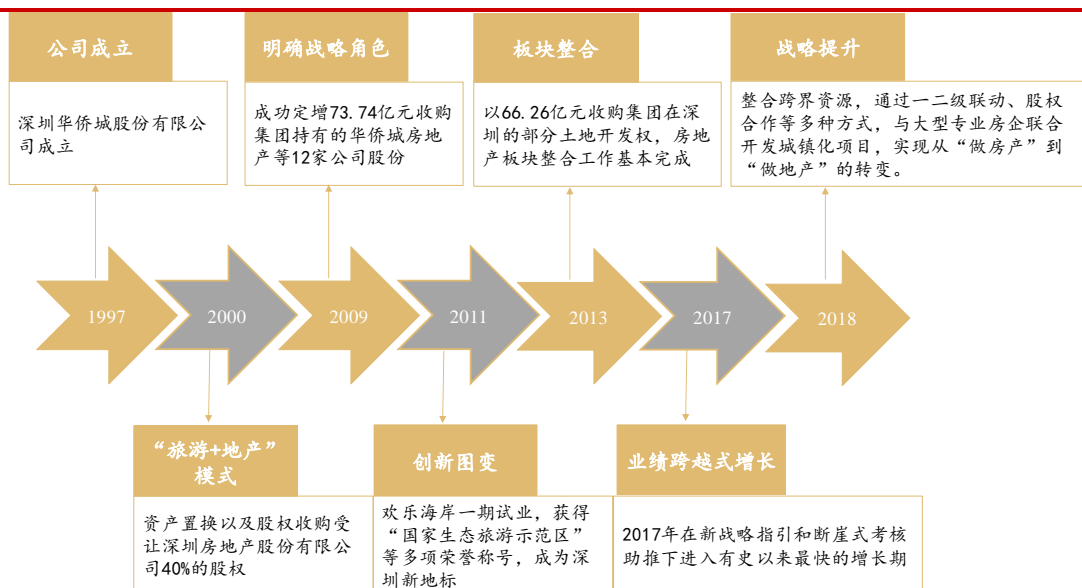 公司成立
深圳华侨城股份有限公
司成立
明确战略角色
成功定增73.74亿元收购
集团持有的华侨城房地
产等12家公司股份
板块整合
以66.26亿元收购集团在深
圳的部分土地开发权，房地
产板块整合工作基本完成
战略提升
整合跨界资源，通过一二级联动、股权
合作等多种方式，与大型专业房企联合
开发城镇化项目，实现从“做房产”到
“做地产”的转变。
1997
2000
2009
2011
2013
2017
2018
“旅游+地产”
模式
资产置换以及股权收购受
让深圳房地产股份有限公
司40%的股权
创新图变
欢乐海岸一期试业，获得
“国家生态旅游示范区”
等多项荣誉称号，成为深
圳新地标
业绩跨越式增长
2017年在新战略指引和断崖式考核
助推下进入有史以来最快的增长期